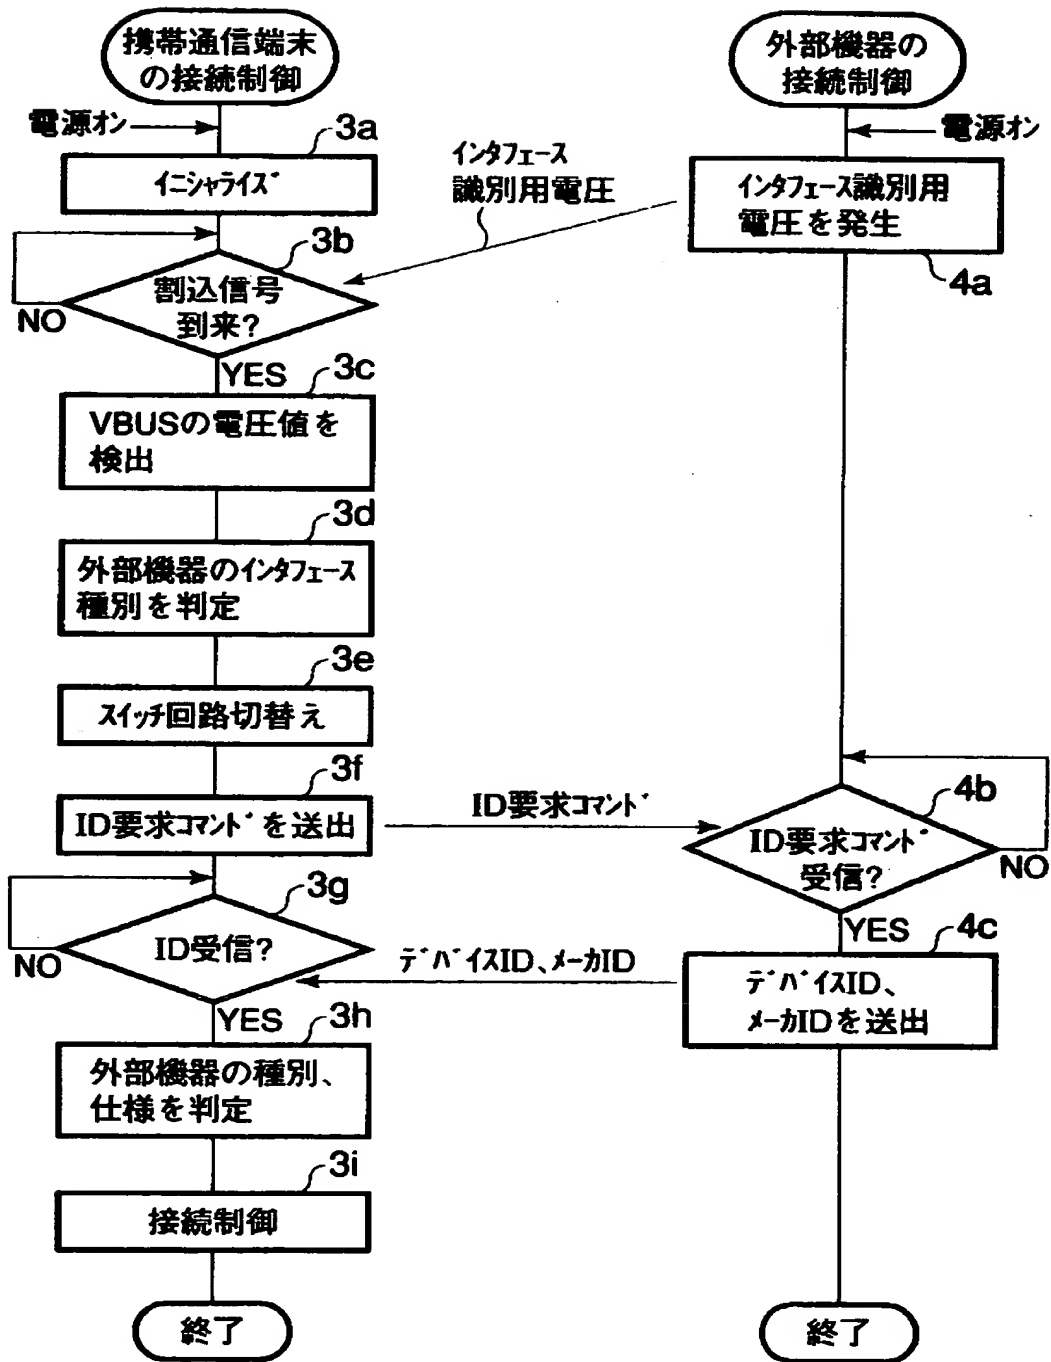 携帯通信端末
の接続制御
電源オン
3a
イニシャライズ
3b
割込信号
到来?
NO
YES
3c
VBUSの電圧値を
検出
3d
外部機器のインタフェース
種別を判定
3e
スイッチ回路切替え
3f
ID要求コマンドを送出
3g
ID受信?
NO
YES
3h
外部機器の種別、
仕様を判定
3i
接続制御
終了
インタフェース
識別用電圧
ID要求コマンド
デバイスID、メーカID
外部機器の
接続制御
電源オン
インタフェース識別用
電圧を発生
4a
4b
ID要求コマンド
受信?
NO
YES
4c
デバイスID、
メーカIDを送出
終了